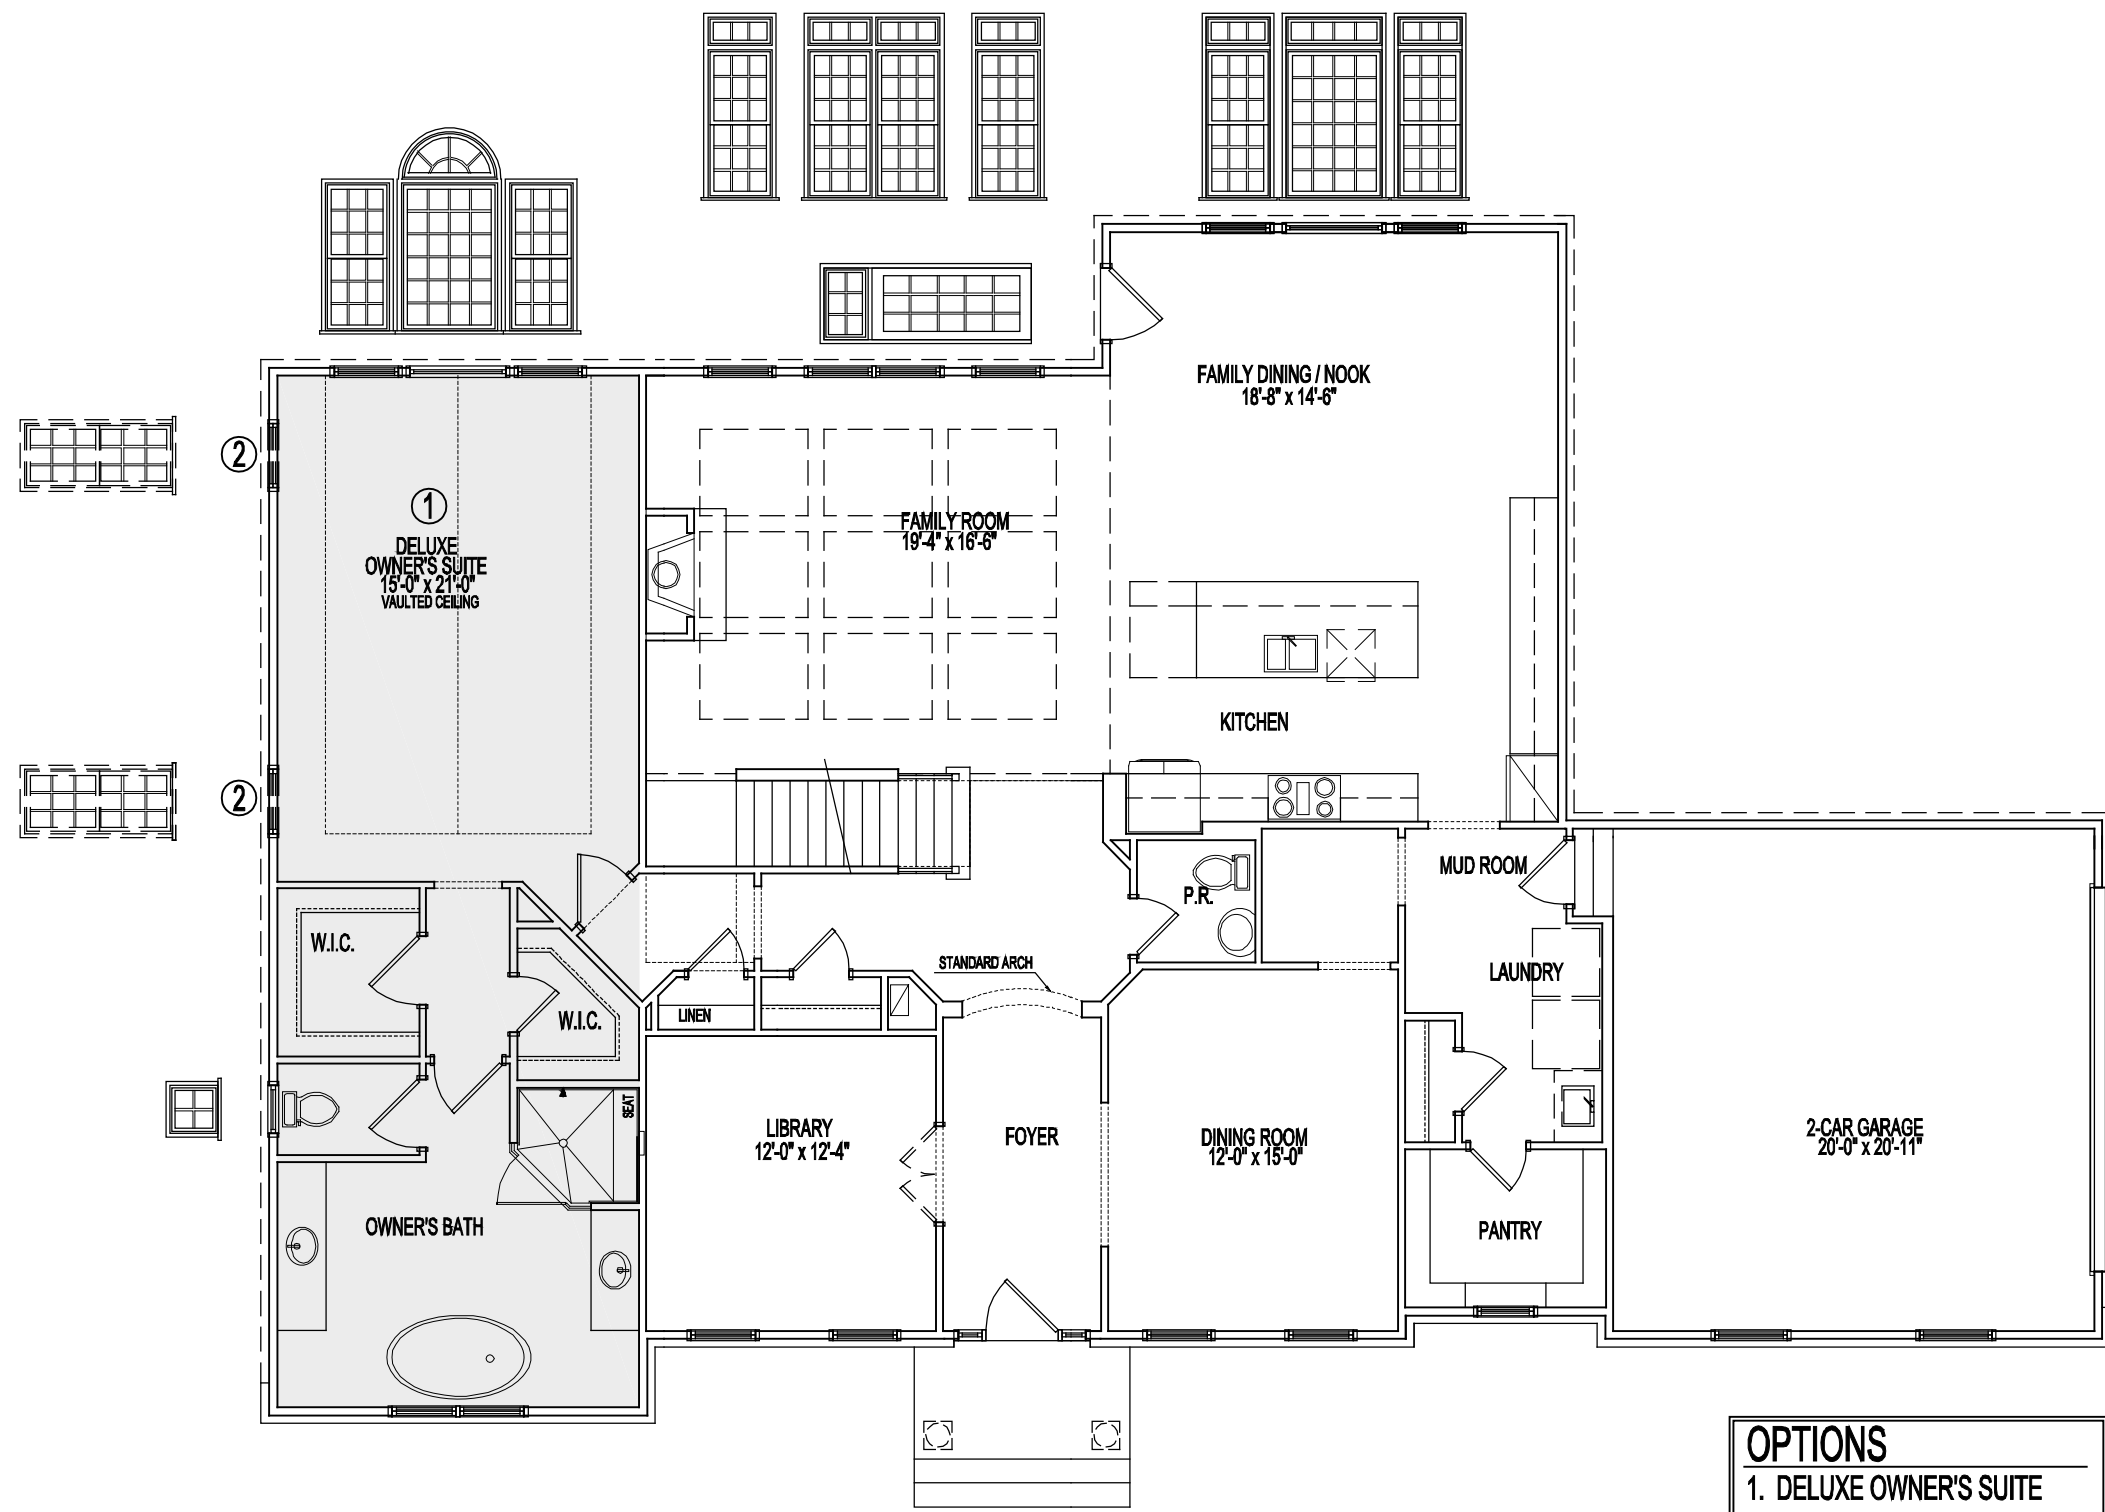 FAMILY DINING / NOOK
18'-8" x 14'-6"
2
1
DELUXE
OWNER'S SUITE
15'-0" x 21'-0"
VAULTED CEILING
FAMILY ROOM
19'-4" x 16'-6"
KITCHEN
2
MUD ROOM
P.R.
W.I.C.
STANDARD ARCH
LAUNDRY
LINEN
W.I.C.
SEAT
LIBRARY
12'-0" x 12'-4"
FOYER
DINING ROOM
12'-0" x 15'-0"
2-CAR GARAGE
20'-0" x 20'-11"
OWNER'S BATH
PANTRY
OPTIONS
1. DELUXE OWNER'S SUITE